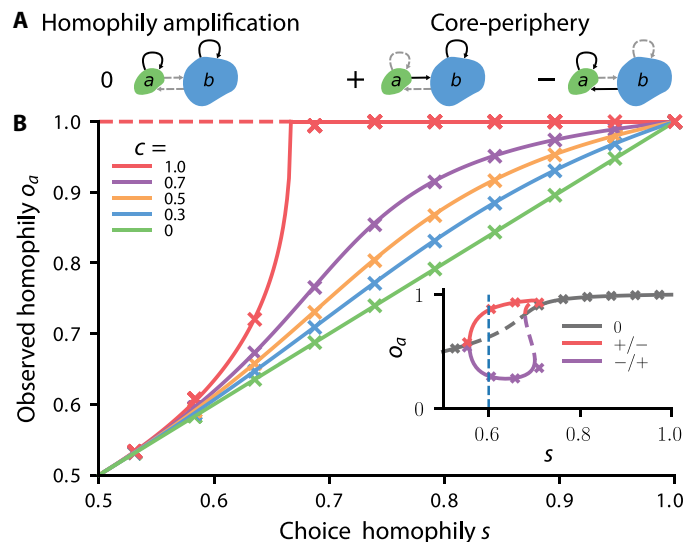 A Homophily amplification Core-periphery
0 a b + a b − a b
B
1.0
0.9
0.8
0.7
0.6
0.5
Observed homophily oa
c =
1.0
0.7
0.5
0.3
0
1
0
oa
0
+/−
−/+
0.6 0.8 1.0
s
0.5 0.6 0.7 0.8 0.9 1.0
Choice homophily s